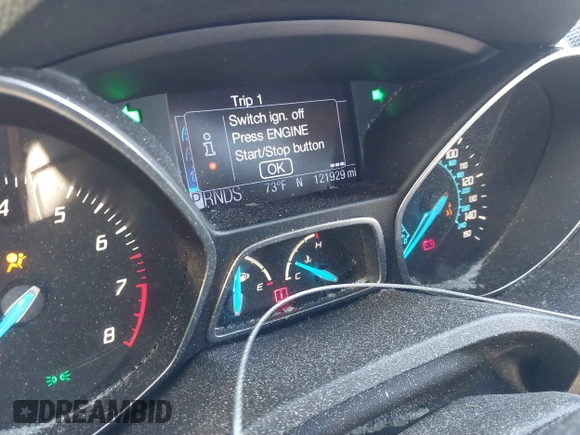 Trip 1
Switch ign. off
Press ENGINE
Start/Stop button
OK
PRNDS
73°F N 121929 mi
4
5
6
7
8
E
H
C
100
120
140
80
DREAMBID